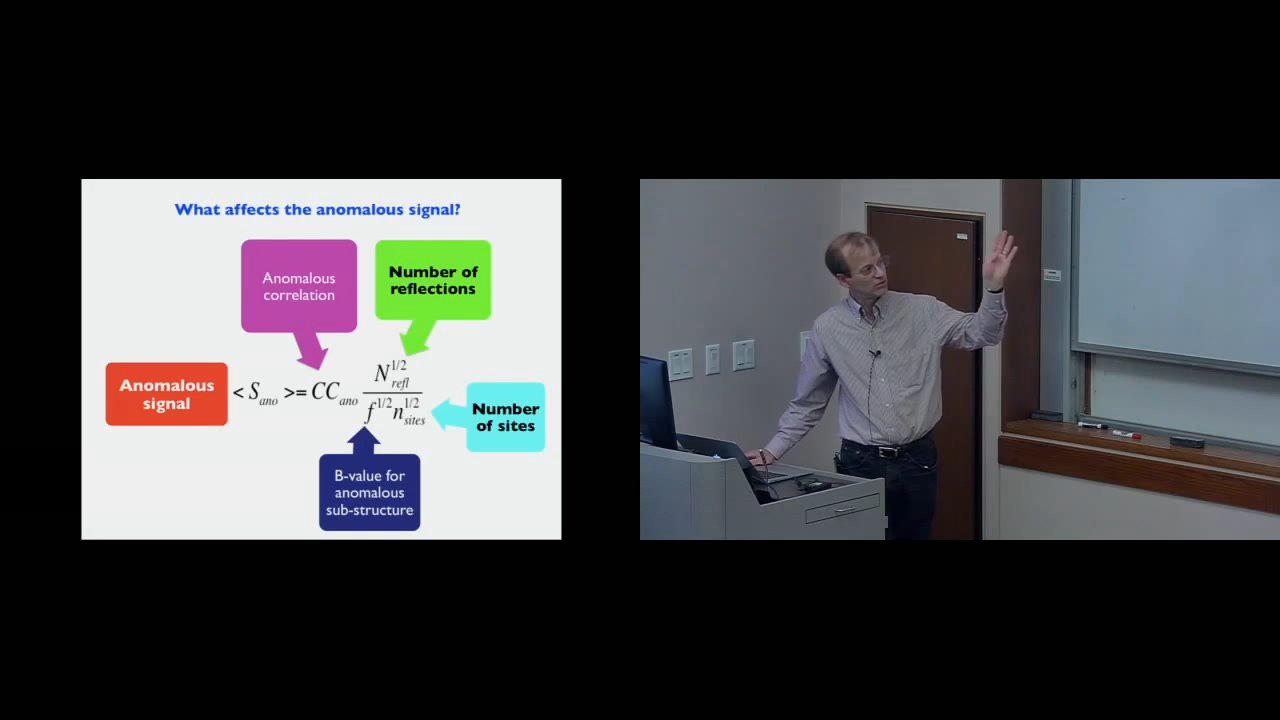 What affects the anomalous signal?
Anomalous
correlation
Number of
reflections
Anomalous
signal
< S_ano >= CC_ano N_refl^1/2 / f^1/2 n_sites^1/2
Number
of sites
B-value for
anomalous
sub-structure